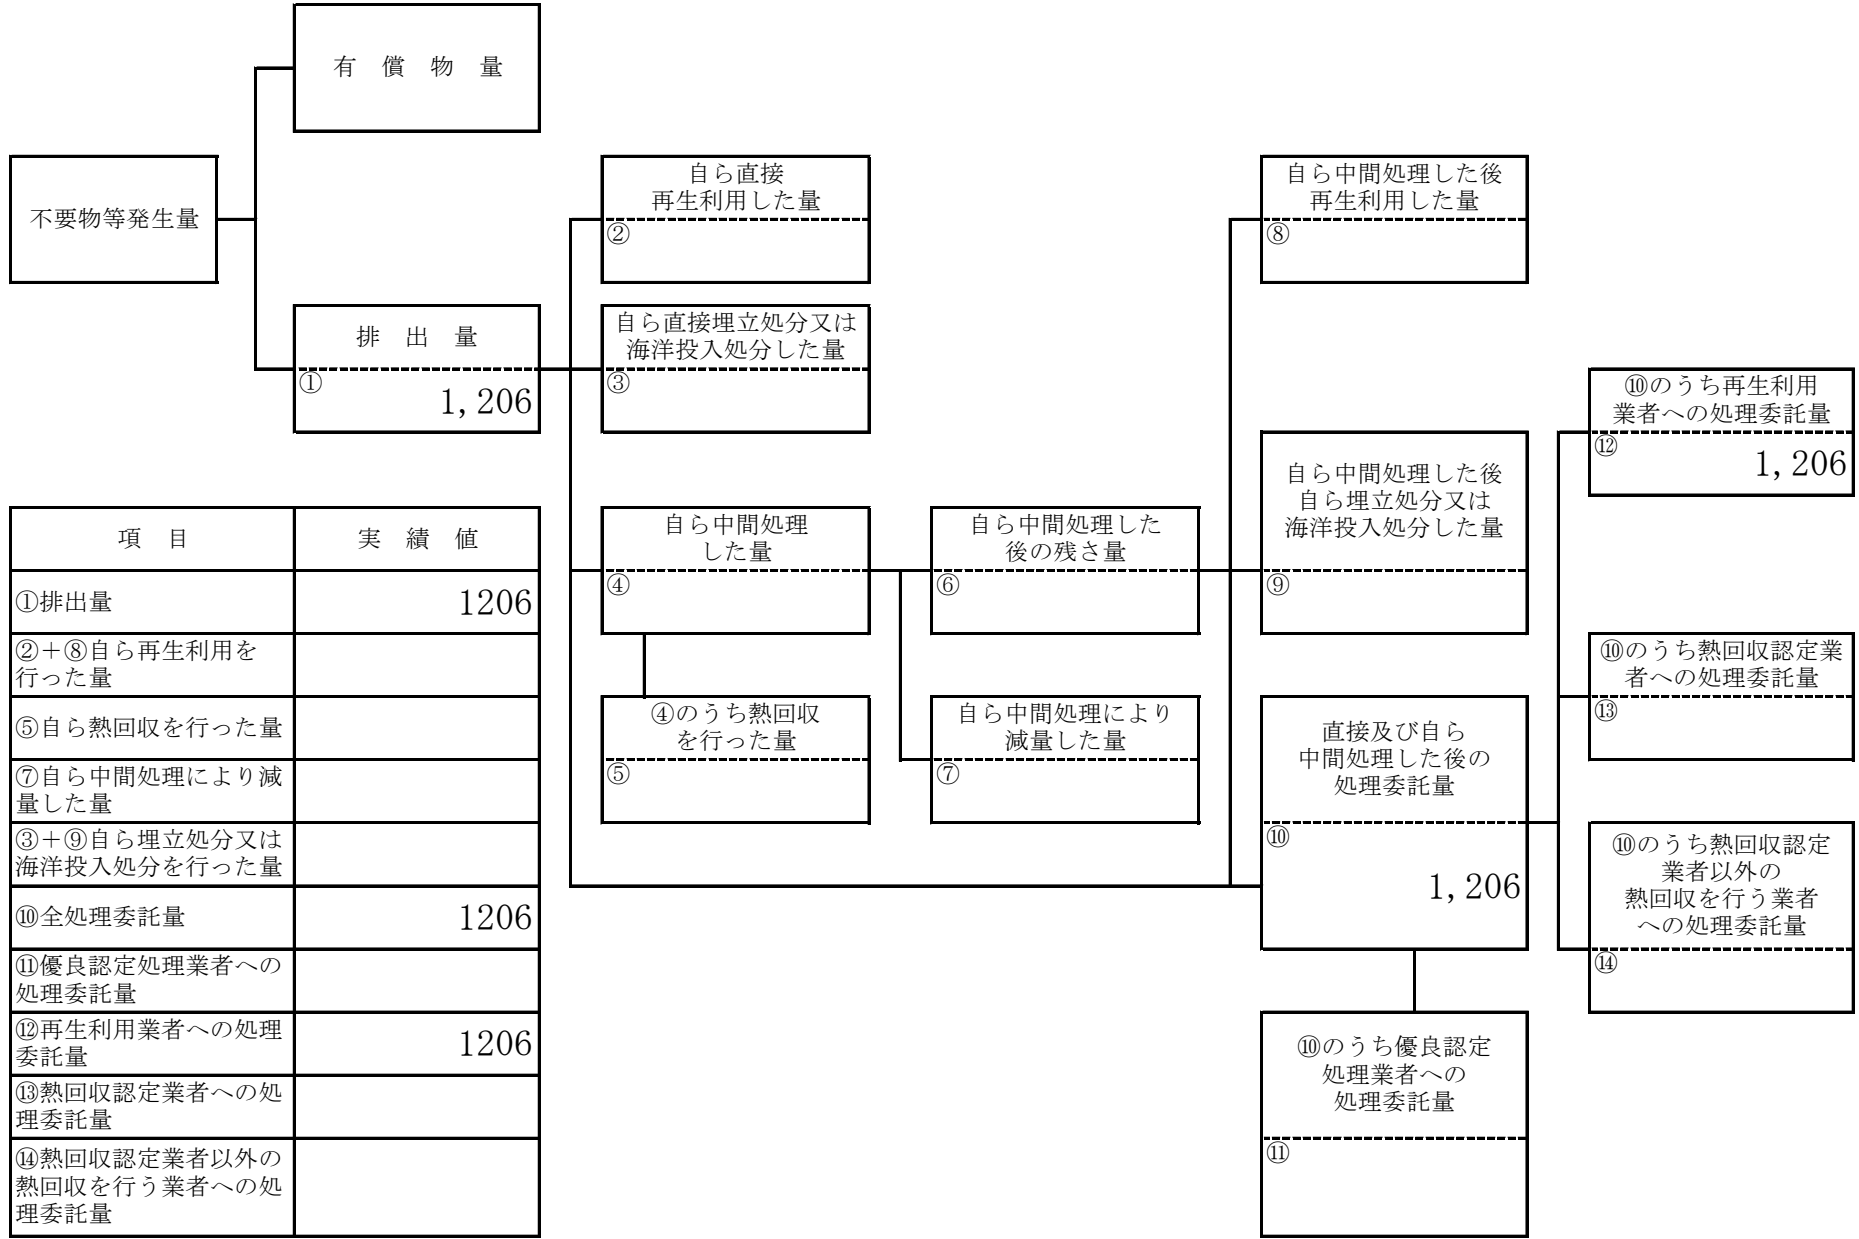 有　償　物　量
不要物等発生量
排　出　量
①
1,206
自ら直接
再生利用した量
②
自ら直接埋立処分又は
海洋投入処分した量
③
自ら中間処理
した量
④
④のうち熱回収
を行った量
⑤
自ら中間処理した
後の残さ量
⑥
自ら中間処理により
減量した量
⑦
自ら中間処理した後
再生利用した量
⑧
自ら中間処理した後
自ら埋立処分又は
海洋投入処分した量
⑨
直接及び自ら
中間処理した後の
処理委託量
⑩
1,206
⑩のうち優良認定
処理業者への
処理委託量
⑪
⑩のうち再生利用
業者への処理委託量
⑫
1,206
⑩のうち熱回収認定業
者への処理委託量
⑬
⑩のうち熱回収認定
業者以外の
熱回収を行う業者
への処理委託量
⑭
項　目　実　績　値
①排出量　1206
②＋⑧自ら再生利用を
行った量
⑤自ら熱回収を行った量
⑦自ら中間処理により減
量した量
③＋⑨自ら埋立処分又は
海洋投入処分を行った量
⑩全処理委託量　1206
⑪優良認定処理業者への
処理委託量
⑫再生利用業者への処理
委託量　1206
⑬熱回収認定業者への処
理委託量
⑭熱回収認定業者以外の
熱回収を行う業者への処
理委託量